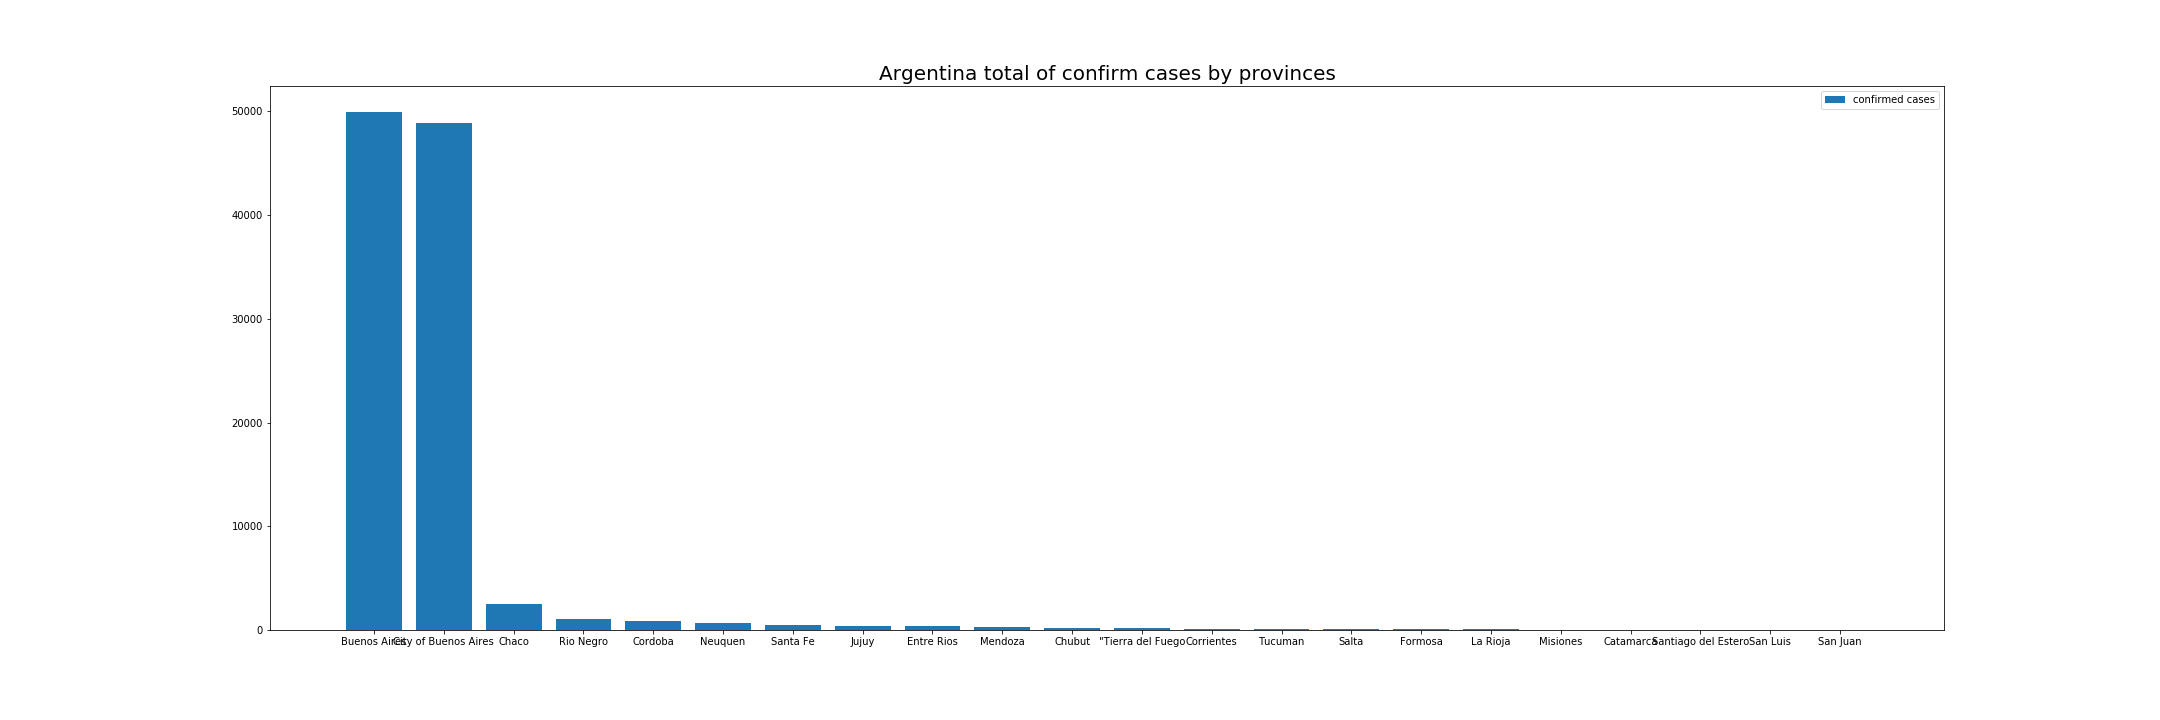 Argentina total of confirm cases by provinces
confirmed cases
50000
40000
30000
20000
10000
0
Buenos Aires City of Buenos Aires Chaco Rio Negro Cordoba Neuquen Santa Fe Jujuy Entre Rios Mendoza Chubut "Tierra del Fuego Corrientes Tucuman Salta Formosa La Rioja Misiones Catamarca Santiago del Estero San Luis San Juan